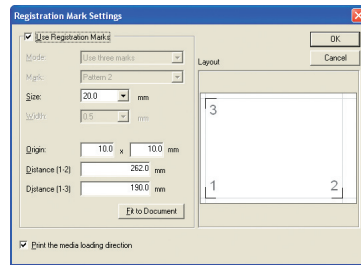 Registration Mark Settings
Use Registration Marks
OK
Cancel
Mode: Use three marks
Layout
Mark: Pattern 2
Size: 20.0 mm
Width: 0.5 mm
Origin: 10.0 x 10.0 mm
Distance (1-2) 262.0 mm
Distance (1-3) 190.0 mm
Fit to Document
3
1 2
Print the media loading direction